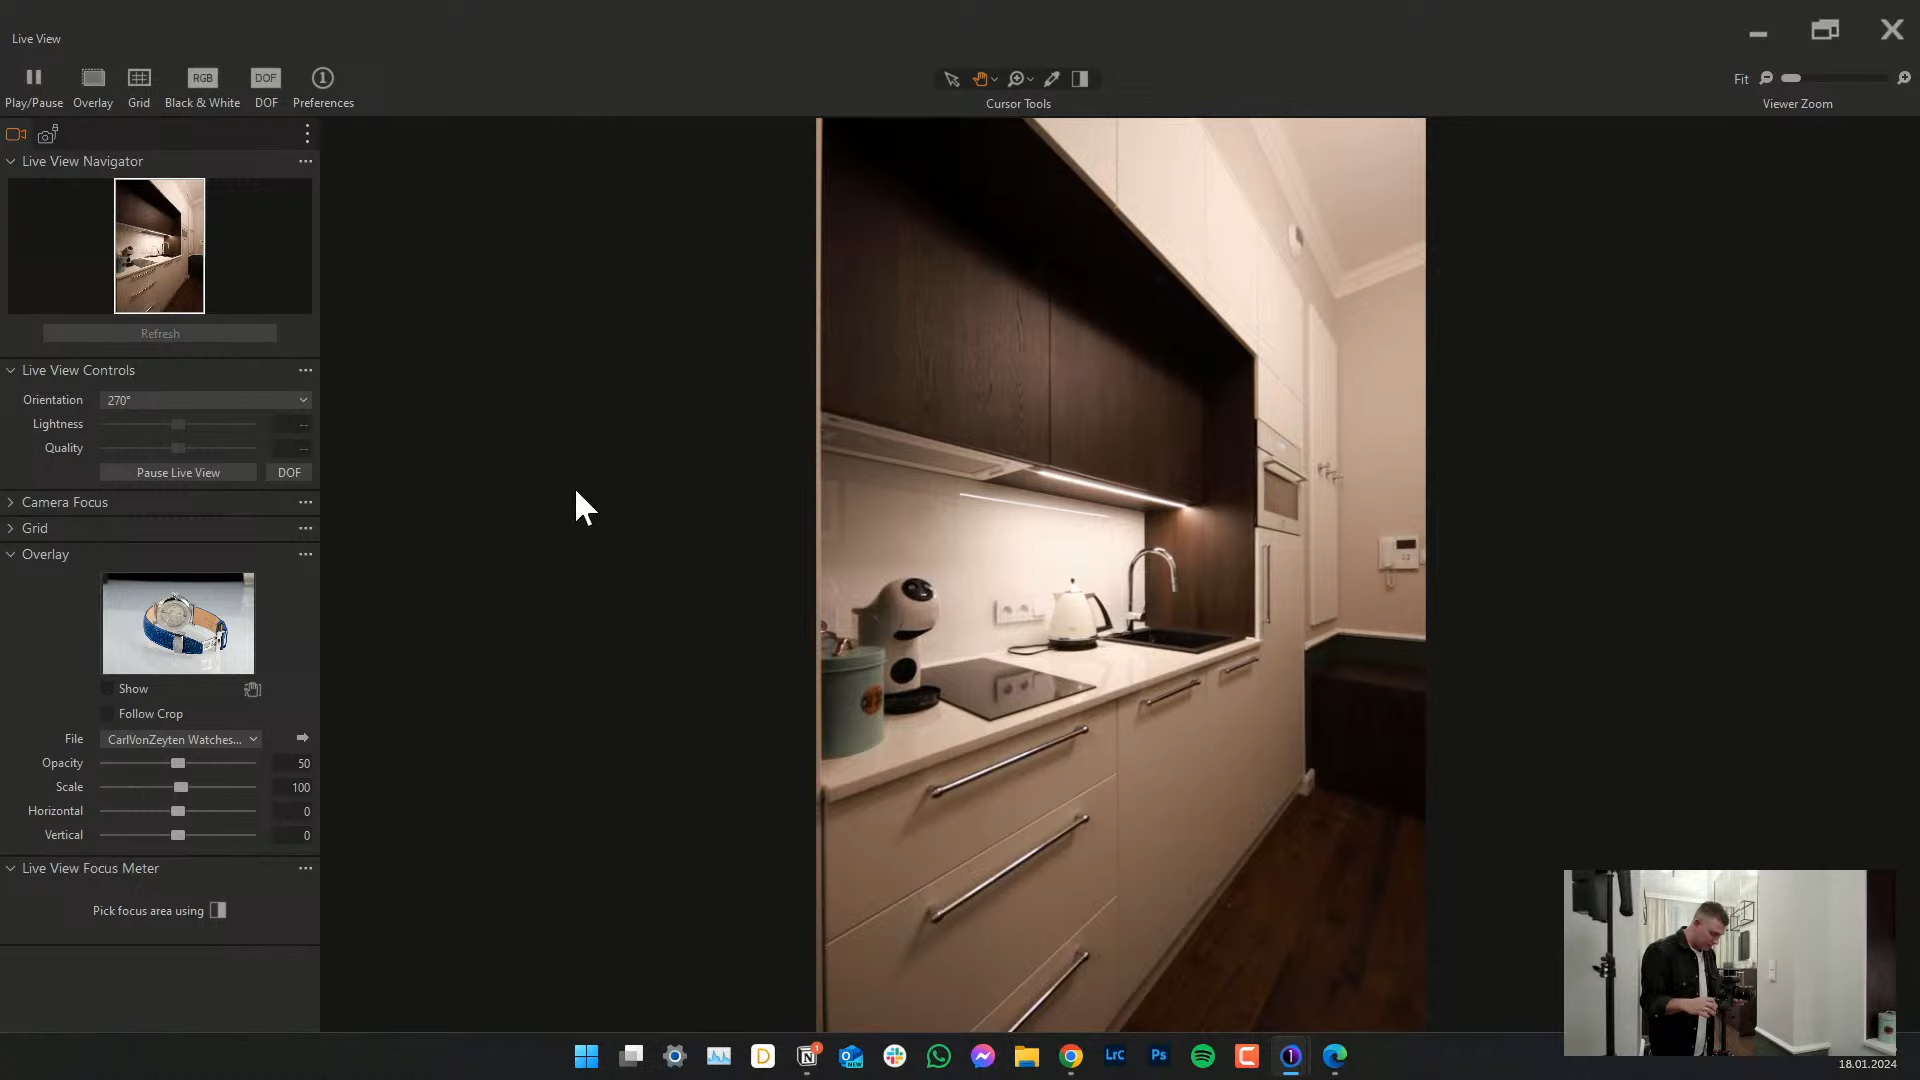 Live View
Play/Pause
Overlay
Grid
RGB
Black & White
DOF
DOF
Preferences
Cursor Tools
Fit
Viewer Zoom
Live View Navigator
Refresh
Live View Controls
Orientation 270°
Lightness --
Quality --
Pause Live View DOF
Camera Focus
Grid
Overlay
Show
Follow Crop
File CarlVonZeyten Watches...
Opacity 50
Scale 100
Horizontal 0
Vertical 0
Live View Focus Meter
Pick focus area using
D
N 1
NEW
LrC
Ps
1
18.01.2024